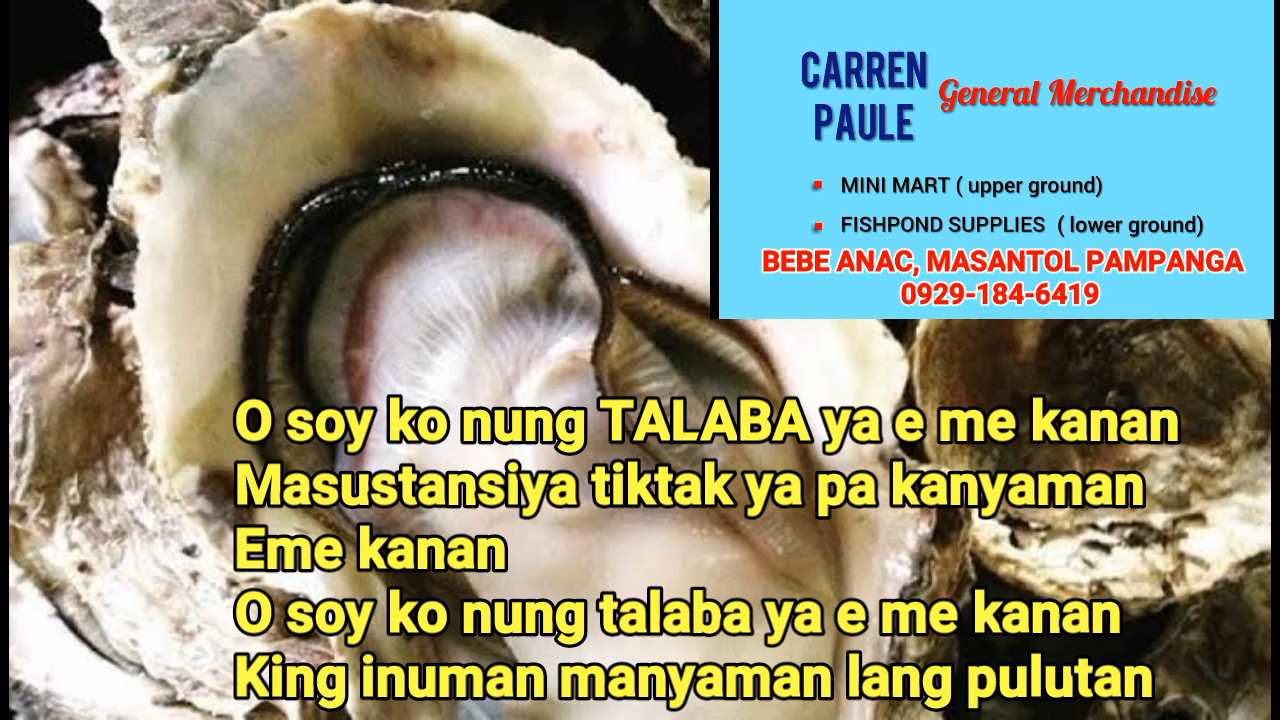 CARREN
PAULE
General Merchandise
MINI MART ( upper ground)
FISHPOND SUPPLIES ( lower ground)
BEBE ANAC, MASANTOL PAMPANGA
0929-184-6419
O soy ko nung TALABA ya e me kanan
Masustansiya tiktak ya pa kanyaman
Eme kanan
O soy ko nung talaba ya e me kanan
King inuman manyaman lang pulutan